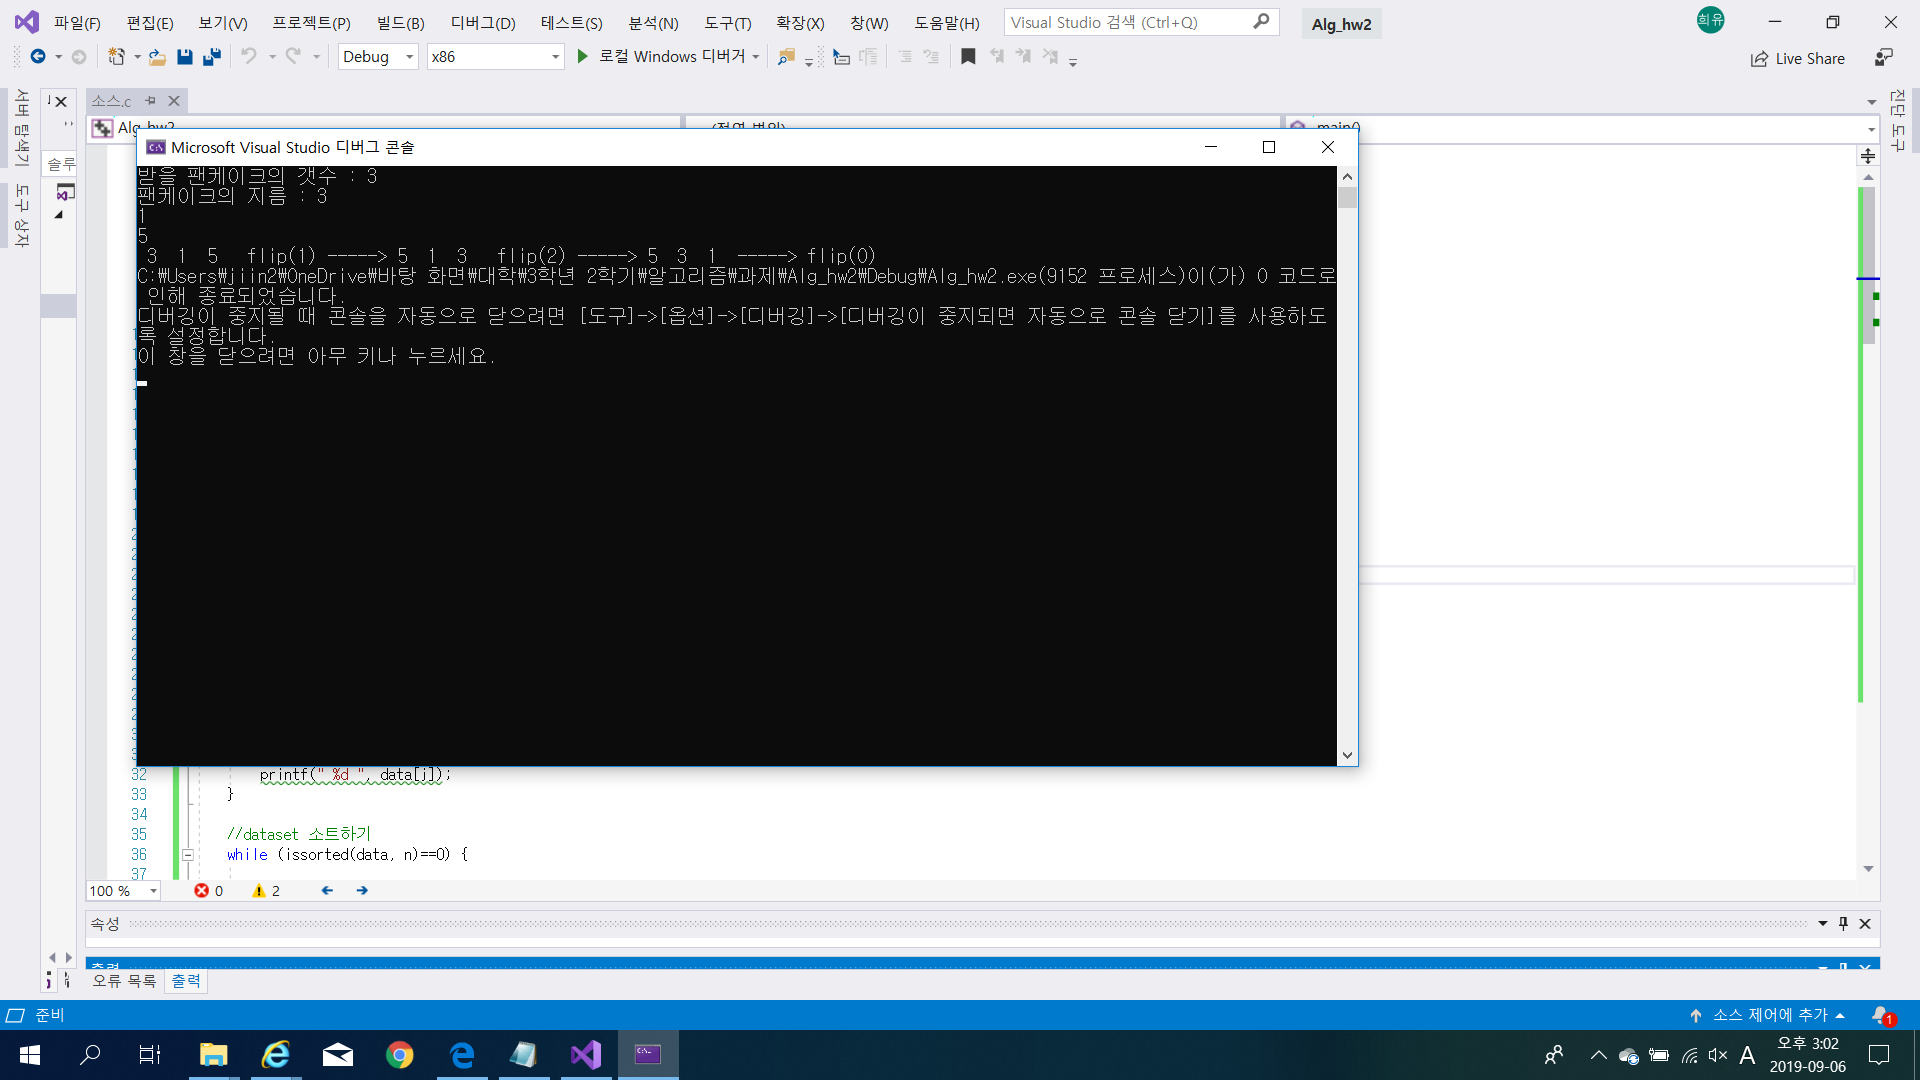 파일(F) 편집(E) 보기(V) 프로젝트(P) 빌드(B) 디버그(D) 테스트(S) 분석(N) 도구(T) 확장(X) 창(W) 도움말(H) Visual Studio 검색 (Ctrl+Q) Alg_hw2 희유
Debug x86 로컬 Windows 디버거 Live Share
서버 탐색기
도구 상자
솔루
소스.c
Alg_hw2 (전역 범위) main()
진단 도구
Microsoft Visual Studio 디버그 콘솔
받을 팬케이크의 갯수 : 3
팬케이크의 지름 : 3
1
5
3 1 5 flip(1) -----> 5 1 3 flip(2) -----> 5 3 1 -----> flip(0)
C:₩Users₩jiin2₩OneDrive₩바탕 화면₩대학₩3학년 2학기₩알고리즘₩과제₩Alg_hw2₩Debug₩Alg_hw2.exe(9152 프로세스)이(가) 0 코드로
인해 종료되었습니다.
디버깅이 중지될 때 콘솔을 자동으로 닫으려면 [도구]->[옵션]->[디버깅]->[디버깅이 중지되면 자동으로 콘솔 닫기]를 사용하도
록 설정합니다.
이 창을 닫으려면 아무 키나 누르세요.
32 printf(" %d ", data[j]);
33 }
34
35 //dataset 소트하기
36 while (issorted(data, n)==0) {
37
100 % 0 2
속성
출력
오류 목록 출력
준비 소스 제어에 추가 1
A 오후 3:02
2019-09-06